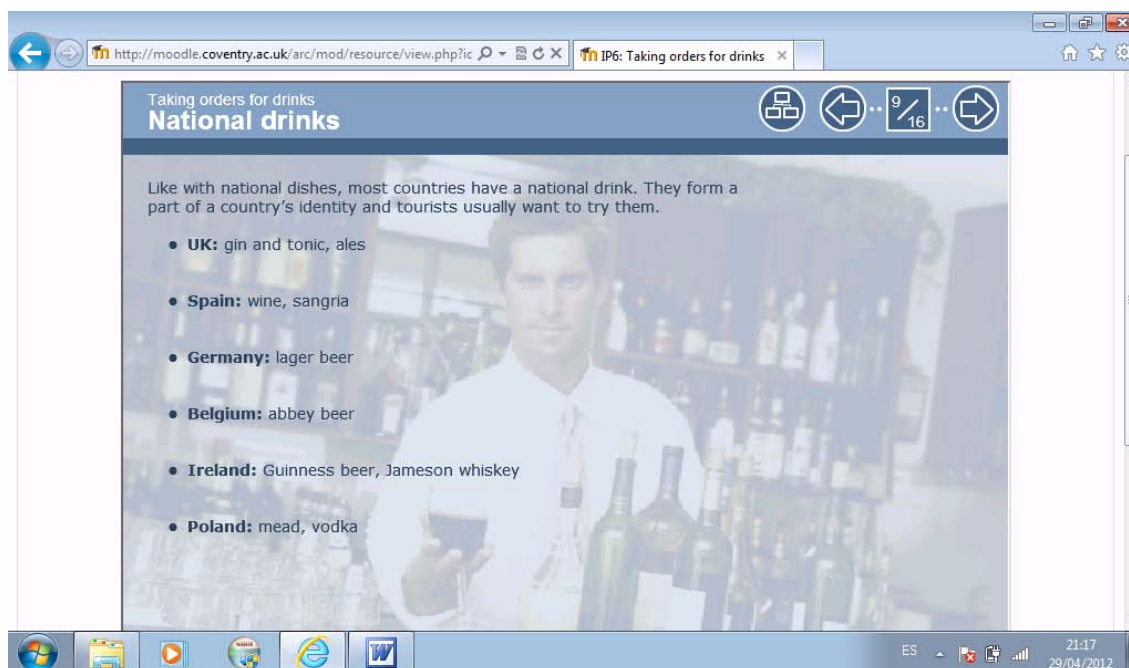 http://moodle.coventry.ac.uk/arc/mod/resource/view.php?ic
IP6: Taking orders for drinks
Taking orders for drinks
National drinks
9/16
Like with national dishes, most countries have a national drink. They form a
part of a country's identity and tourists usually want to try them.
• UK: gin and tonic, ales
• Spain: wine, sangria
• Germany: lager beer
• Belgium: abbey beer
• Ireland: Guinness beer, Jameson whiskey
• Poland: mead, vodka
ES
21:17
29/04/2012